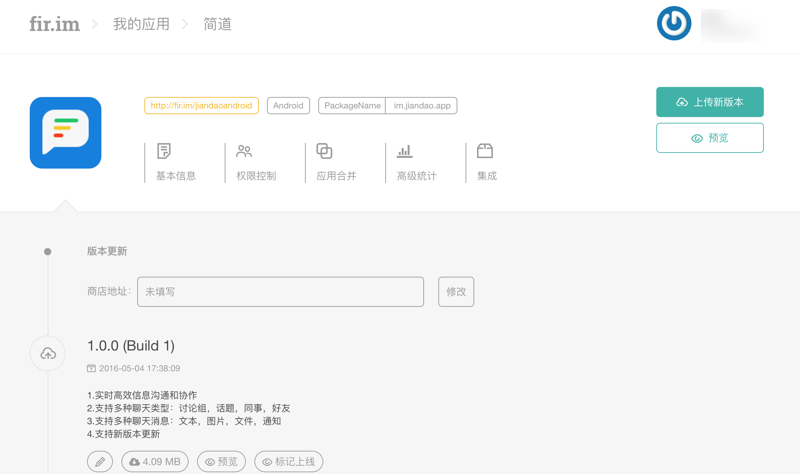 fir.im 我的应用 简道
http://fir.im/jiandaoandroid Android PackageName im.jiandao.app
上传新版本
预览
基本信息 权限控制 应用合并 高级统计 集成
版本更新
商店地址： 未填写 修改
1.0.0 (Build 1)
2016-05-04 17:38:09
1.实时高效信息沟通和协作
2.支持多种聊天类型：讨论组，话题，同事，好友
3.支持多种聊天消息：文本，图片，文件，通知
4.支持新版本更新
4.09 MB 预览 标记上线